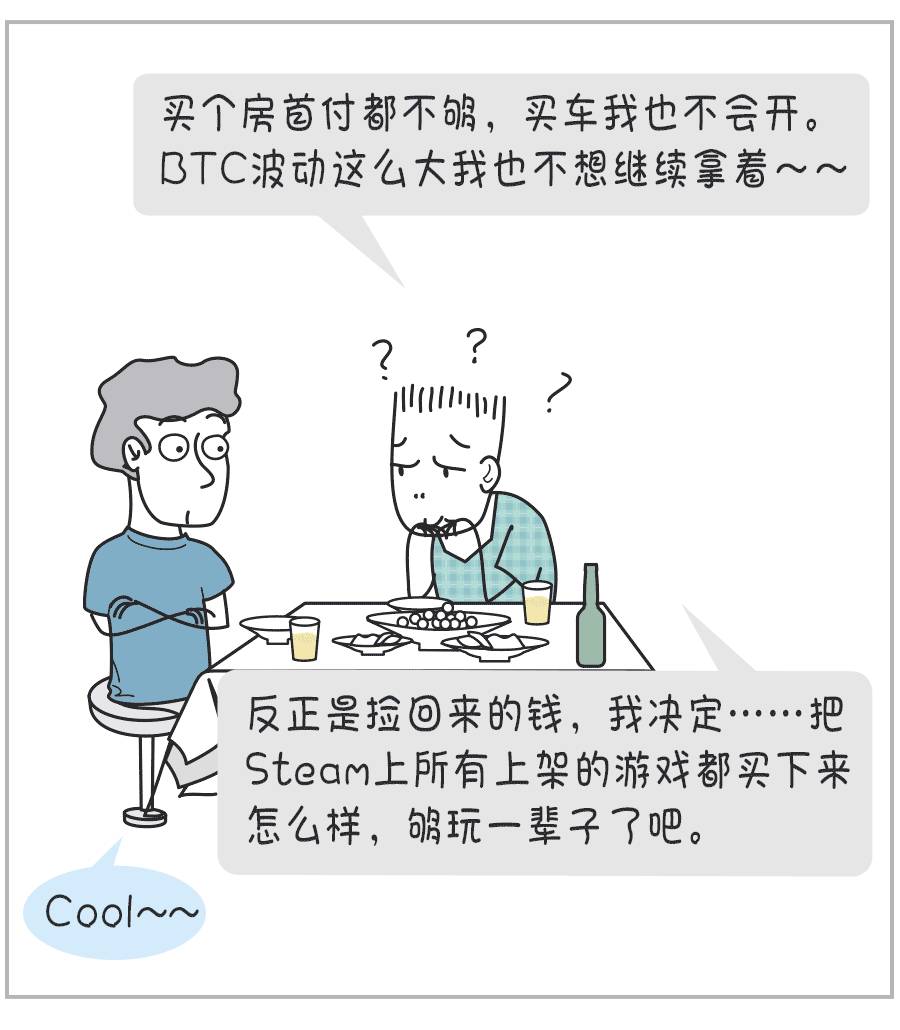 买个房首付都不够，买车我也不会开。
BTC波动这么大我也不想继续拿着～～
?
?
?
反正是捡回来的钱，我决定……把
Steam上所有上架的游戏都买下来
怎么样，够玩一辈子了吧。
Cool~~